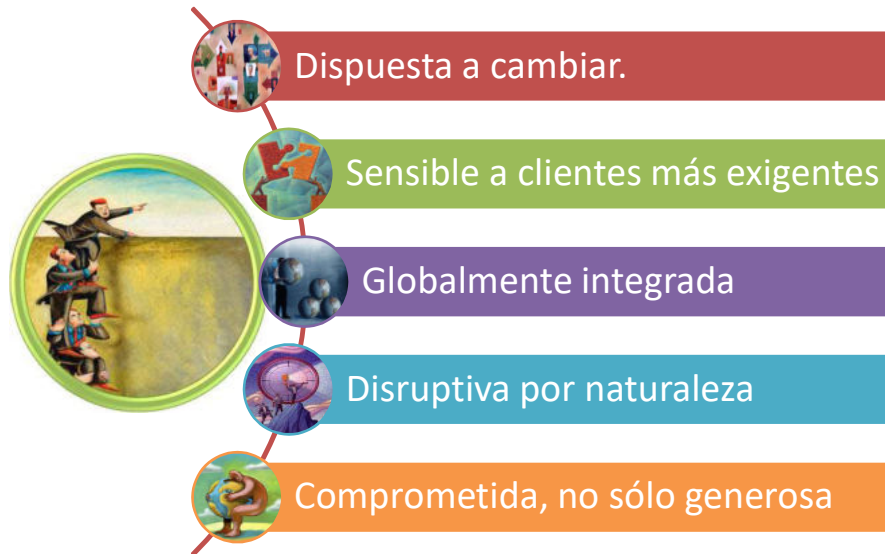 Dispuesta a cambiar.
Sensible a clientes más exigentes
Globalmente integrada
Disruptiva por naturaleza
Comprometida, no sólo generosa